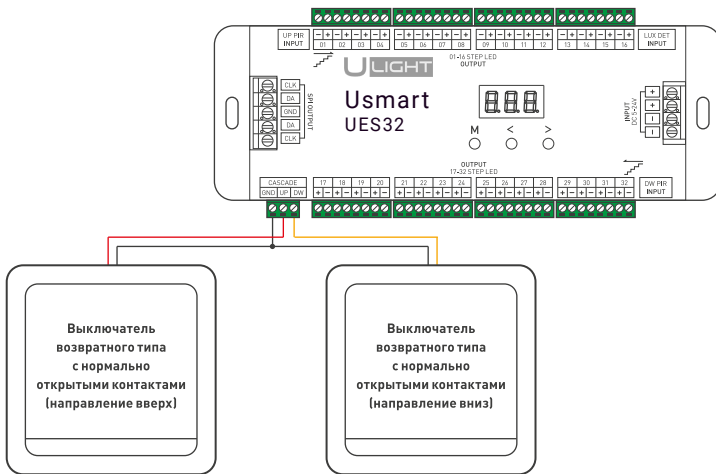 UP PIR
INPUT
- + - + - + - +
01 02 03 04
- + - + - + - +
05 06 07 08
- + - + - + - +
09 10 11 12
- + - + - + - +
13 14 15 16
LUX DET
INPUT
01-16 STEP LED
OUTPUT
ULIGHT
Usmart
UES32
CLK
DA
GND
DA
CLK
SPI OUTPUT
M < >
INPUT
DC 5-24V
+
+
-
-
OUTPUT
17-32 STEP LED
CASCADE
GND UP DW
17 18 19 20
+ - + - + - + -
21 22 23 24
+ - + - + - + -
25 26 27 28
+ - + - + - + -
29 30 31 32
+ - + - + - + -
DW PIR
INPUT
Выключатель
возвратного типа
с нормально
открытыми контактами
(направление вверх)
Выключатель
возвратного типа
с нормально
открытыми контактами
(направление вниз)